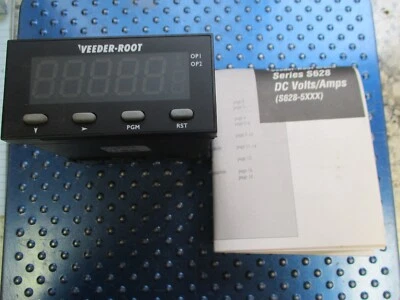 VEEDER-ROOT
OP1
OP2
PGM
RST
Series S628
DC Volts/Amps
(S628-5XXX)